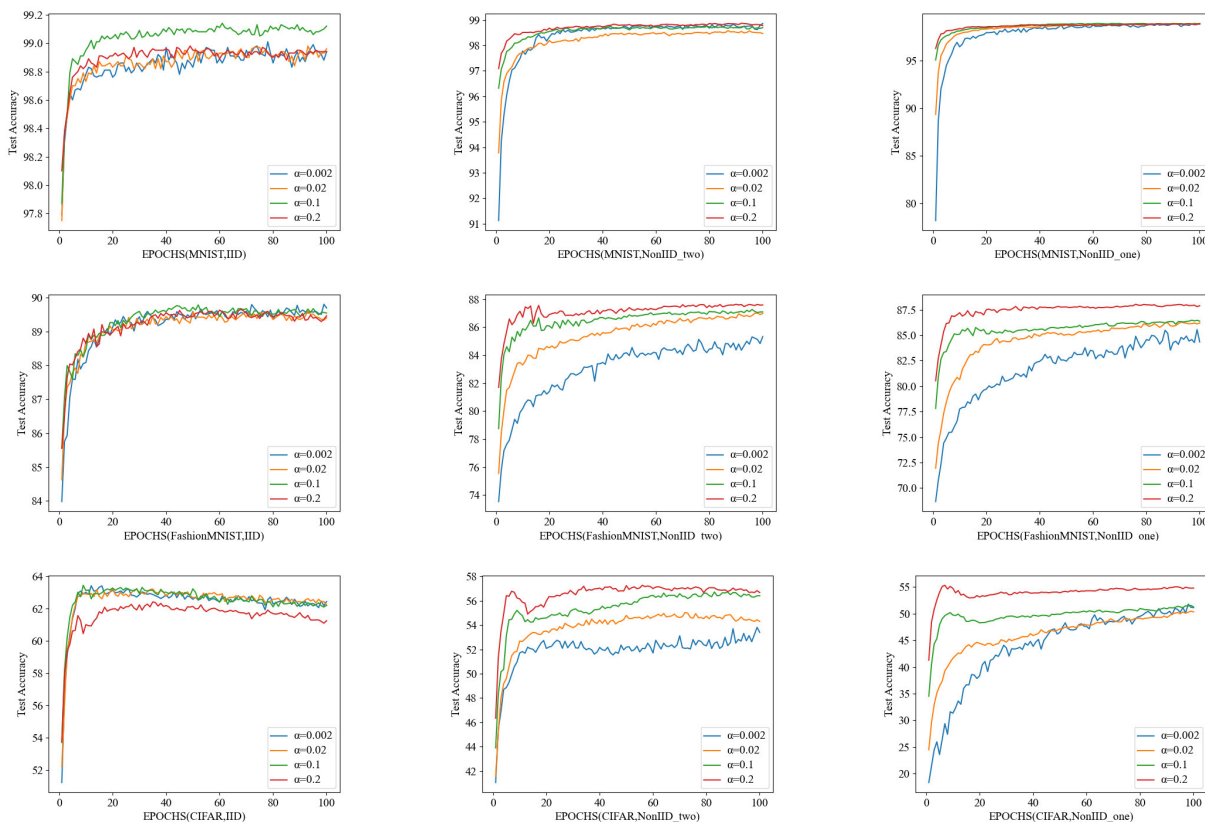 99.2
99.0
98.8
98.6
98.4
98.2
98.0
97.8
Test Accuracy
0 20 40 60 80 100
EPOCHS(MNIST,IID)
α=0.002
α=0.02
α=0.1
α=0.2
99
98
97
96
95
94
93
92
91
Test Accuracy
0 20 40 60 80 100
EPOCHS(MNIST,NonIID_two)
α=0.002
α=0.02
α=0.1
α=0.2
95
90
85
80
Test Accuracy
0 20 40 60 80 100
EPOCHS(MNIST,NonIID_one)
α=0.002
α=0.02
α=0.1
α=0.2
90
89
88
87
86
85
84
Test Accuracy
0 20 40 60 80 100
EPOCHS(FashionMNIST,IID)
α=0.002
α=0.02
α=0.1
α=0.2
88
86
84
82
80
78
76
74
Test Accuracy
0 20 40 60 80 100
EPOCHS(FashionMNIST,NonIID_two)
α=0.002
α=0.02
α=0.1
α=0.2
87.5
85.0
82.5
80.0
77.5
75.0
72.5
70.0
Test Accuracy
0 20 40 60 80 100
EPOCHS(FashionMNIST,NonIID_one)
α=0.002
α=0.02
α=0.1
α=0.2
64
62
60
58
56
54
52
Test Accuracy
0 20 40 60 80 100
EPOCHS(CIFAR,IID)
α=0.002
α=0.02
α=0.1
α=0.2
58
56
54
52
50
48
46
44
42
Test Accuracy
0 20 40 60 80 100
EPOCHS(CIFAR,NonIID_two)
α=0.002
α=0.02
α=0.1
α=0.2
55
50
45
40
35
30
25
20
Test Accuracy
0 20 40 60 80 100
EPOCHS(CIFAR,NonIID_one)
α=0.002
α=0.02
α=0.1
α=0.2